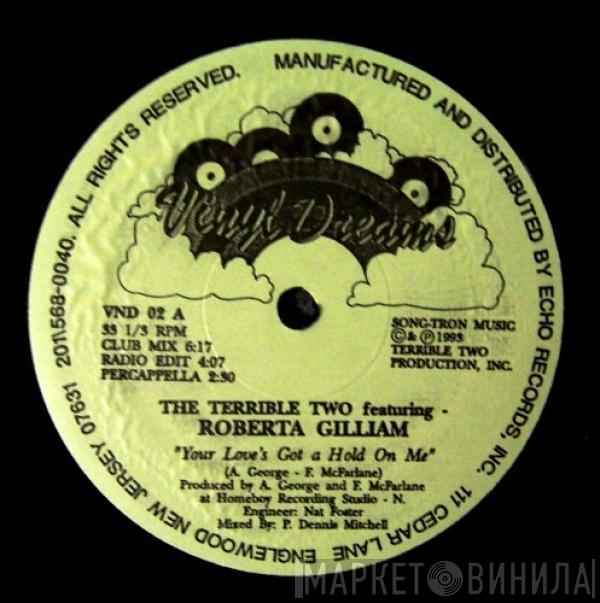 MANUFACTURED AND DISTRIBUTED BY ECHO RECORDS, INC. 111 CEDAR LANE ENGLEWOOD NEW JERSEY 07631 201\568-0040. ALL RIGHTS RESERVED.
Vinyl Dreams
VND 02 A
33 1/3 RPM
CLUB MIX 6:17
RADIO EDIT 4:07
PERCAPPELLA 2:30
SONG-TRON MUSIC
© & ℗ 1993
TERRIBLE TWO
PRODUCTION, INC.
THE TERRIBLE TWO featuring -
ROBERTA GILLIAM
"Your Love's Got a Hold On Me"
(A. George - F. McFarlane)
Produced by A. George and F. McFarlane
at Homeboy Recording Studio - N.
Engineer: Nat Foster
Mixed By: P. Dennis Mitchell
МАРКЕТ ВИНИЛА